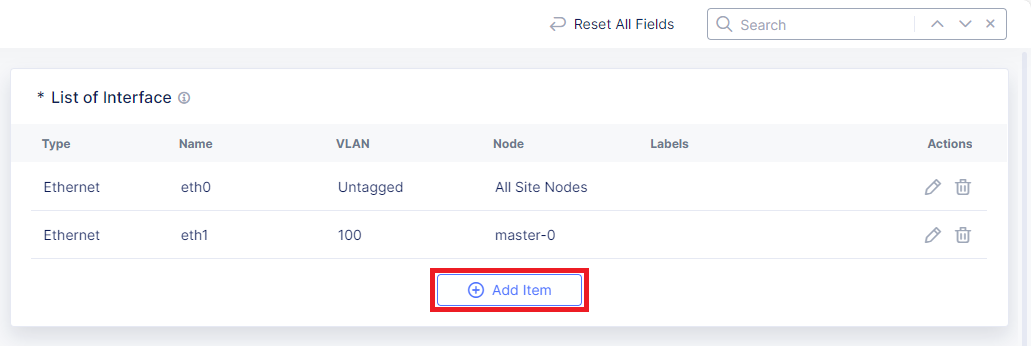 Reset All Fields
Search
* List of Interface
Type Name VLAN Node Labels Actions
Ethernet eth0 Untagged All Site Nodes
Ethernet eth1 100 master-0
Add Item